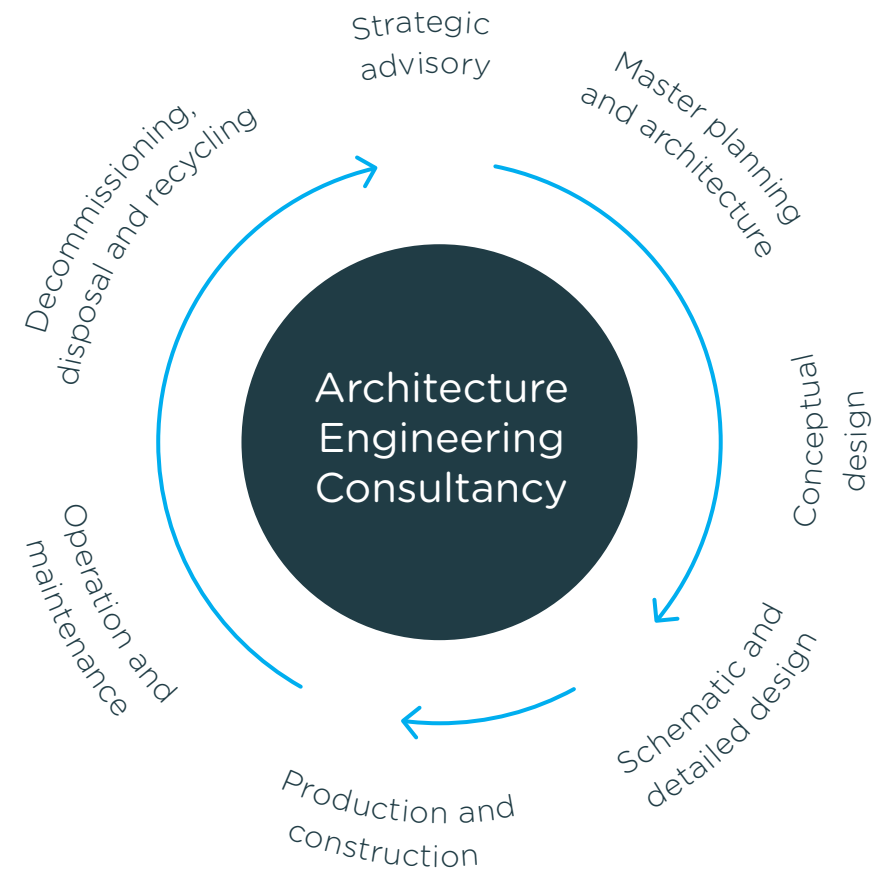 Strategic
advisory
Master planning
and architecture
Conceptual
design
Schematic and
detailed design
Production and
construction
Operation and
maintenance
Decommissioning,
disposal and recycling
Architecture
Engineering
Consultancy